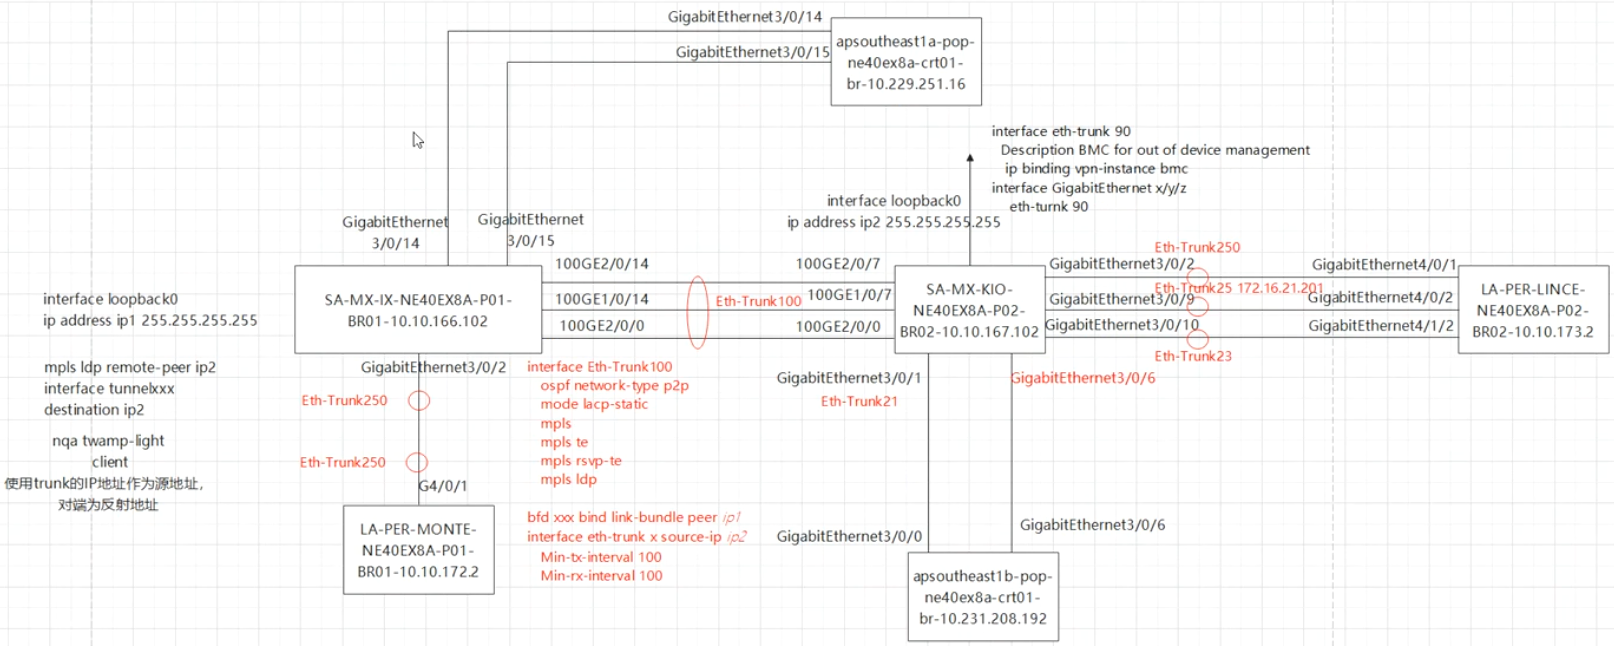 GigabitEthernet3/0/14
GigabitEthernet3/0/15
apsoutheast1a-pop-
ne40ex8a-crt01-
br-10.229.251.16
interface eth-trunk 90
Description BMC for out of device management
ip binding vpn-instance bmc
interface GigabitEthernet x/y/z
eth-turnk 90
interface loopback0
ip address ip2 255.255.255.255
GigabitEthernet
3/0/14
GigabitEthernet
3/0/15
100GE2/0/14
100GE2/0/7
100GE1/0/14
Eth-Trunk100
100GE1/0/7
100GE2/0/0
100GE2/0/0
SA-MX-IX-NE40EX8A-P01-
BR01-10.10.166.102
SA-MX-KIO-
NE40EX8A-P02-
BR02-10.10.167.102
Eth-Trunk250
GigabitEthernet3/0/2
GigabitEthernet4/0/1
Eth-Trunk25 172.16.21.201
GigabitEthernet3/0/9
GigabitEthernet4/0/2
GigabitEthernet3/0/10
GigabitEthernet4/1/2
Eth-Trunk23
LA-PER-LINCE-
NE40EX8A-P02-
BR02-10.10.173.2
interface loopback0
ip address ip1 255.255.255.255
mpls ldp remote-peer ip2
interface tunnelxxx
destination ip2
nqa twamp-light
client
使用trunk的IP地址作为源地址，
对端为反射地址
GigabitEthernet3/0/2
Eth-Trunk250
Eth-Trunk250
G4/0/1
LA-PER-MONTE-
NE40EX8A-P01-
BR01-10.10.172.2
interface Eth-Trunk100
ospf network-type p2p
mode lacp-static
mpls
mpls te
mpls rsvp-te
mpls ldp
bfd xxx bind link-bundle peer ip1
interface eth-trunk x source-ip ip2
Min-tx-interval 100
Min-rx-interval 100
GigabitEthernet3/0/1
Eth-Trunk21
GigabitEthernet3/0/6
GigabitEthernet3/0/0
GigabitEthernet3/0/6
apsoutheast1b-pop-
ne40ex8a-crt01-
br-10.231.208.192